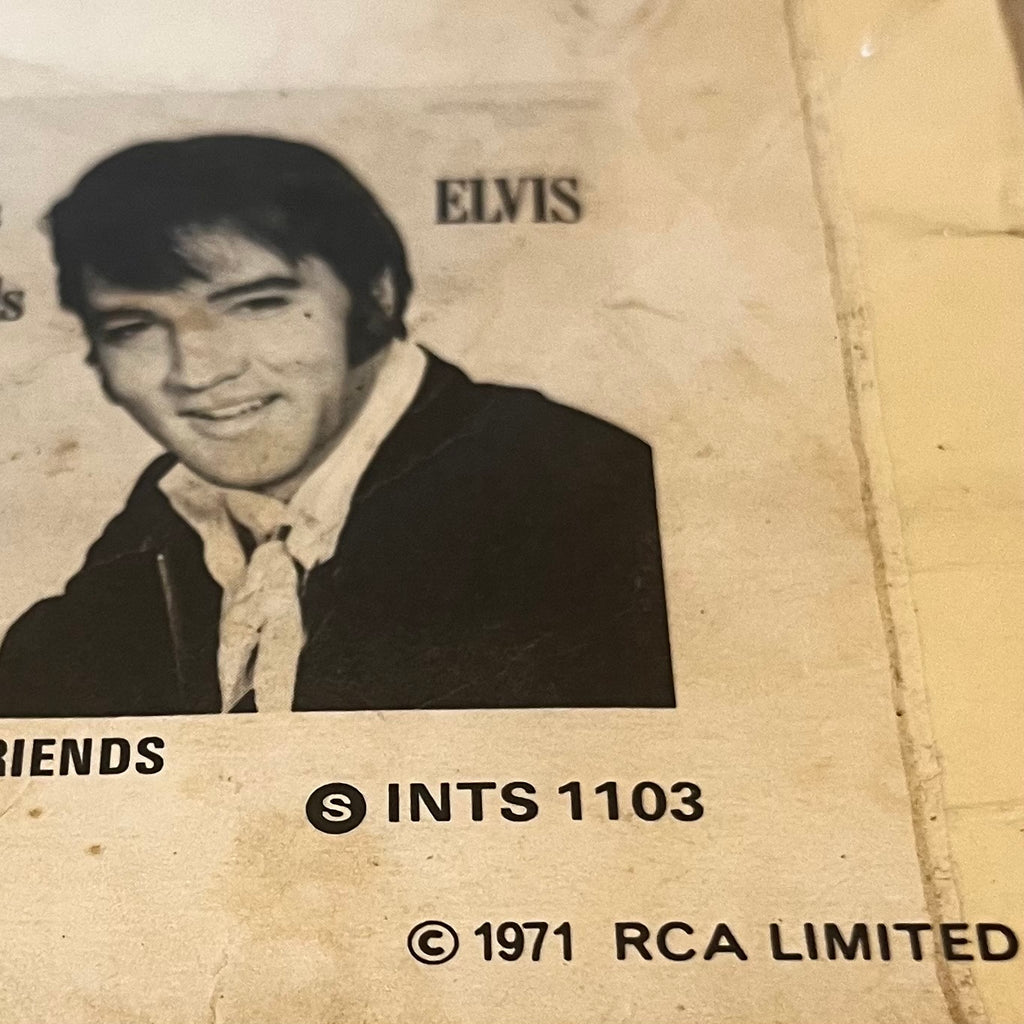 ELVIS
s
RIENDS
S INTS 1103
© 1971 RCA LIMITED